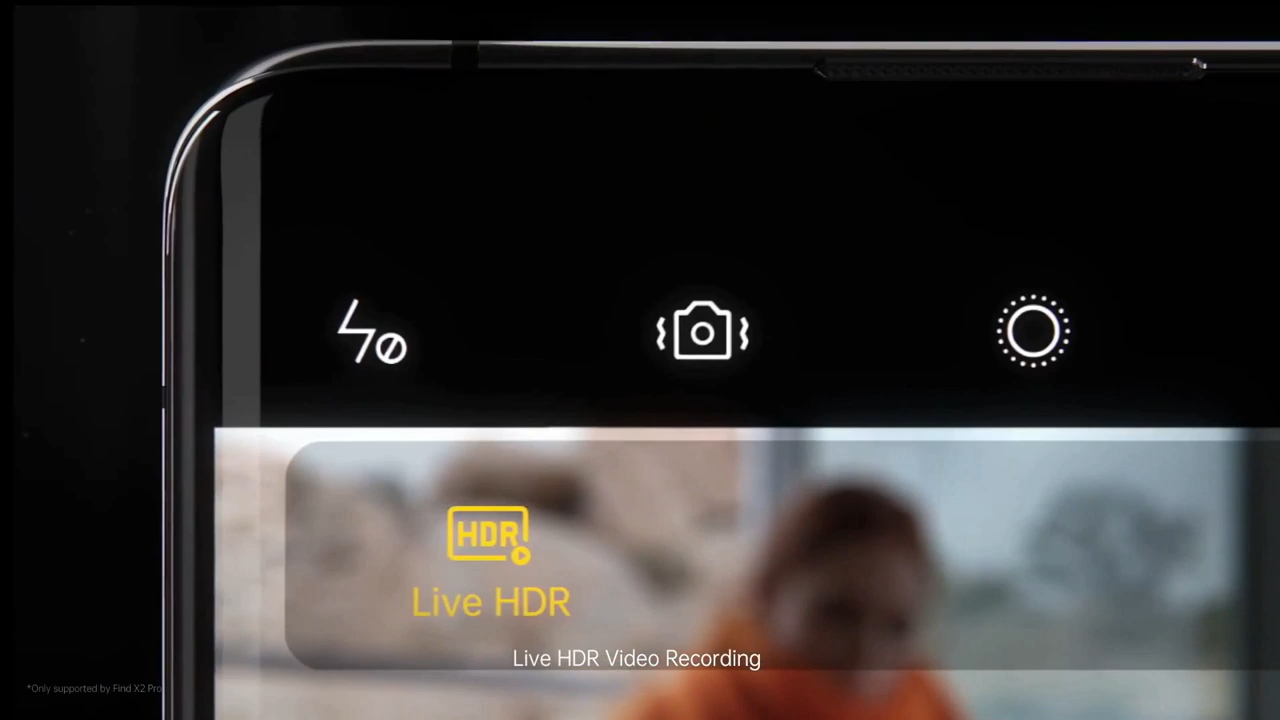 HDR
Live HDR
Live HDR Video Recording
*Only supported by Find X2 Pro